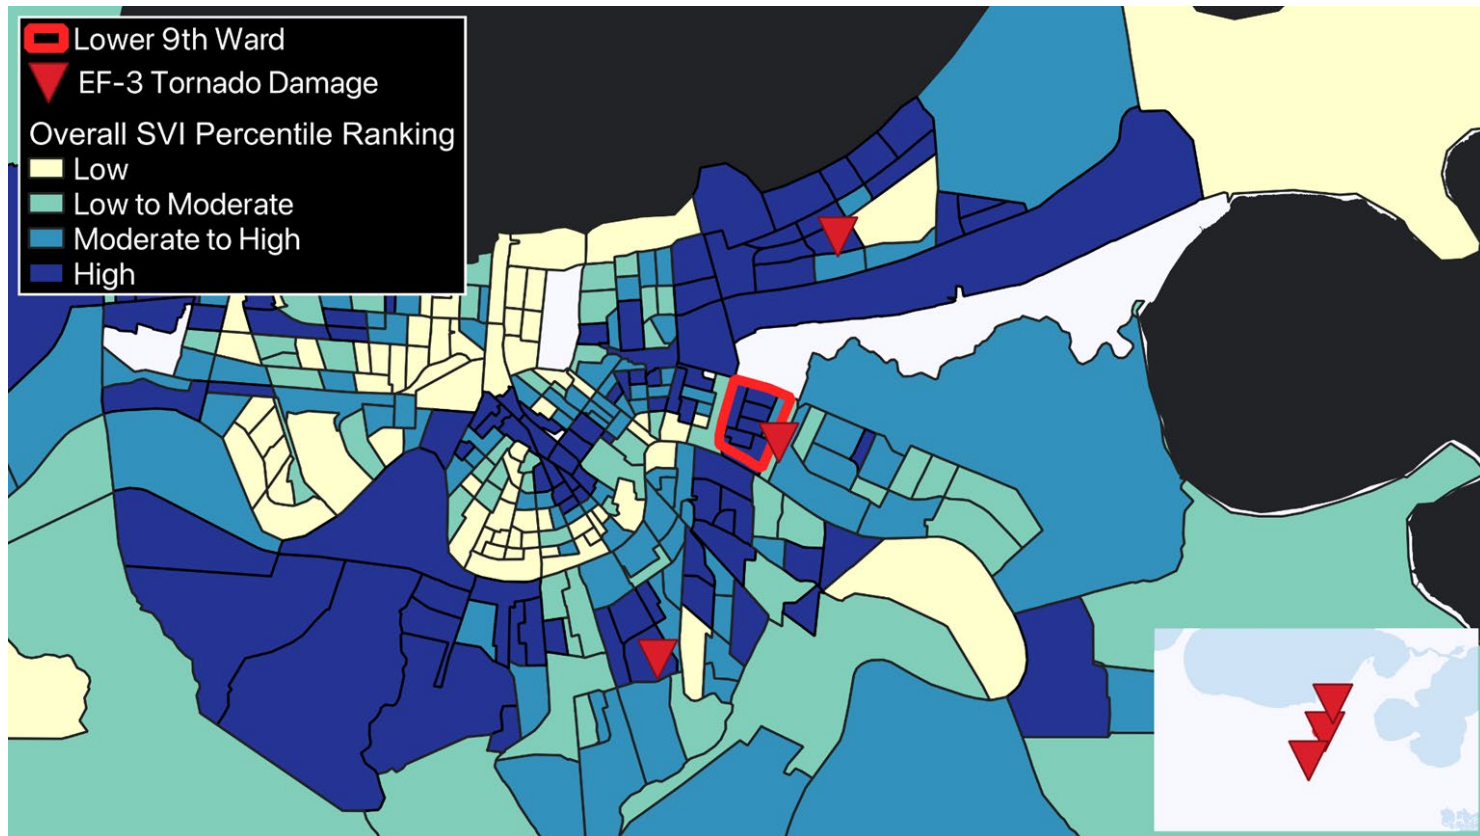 Lower 9th Ward
EF-3 Tornado Damage
Overall SVI Percentile Ranking
Low
Low to Moderate
Moderate to High
High